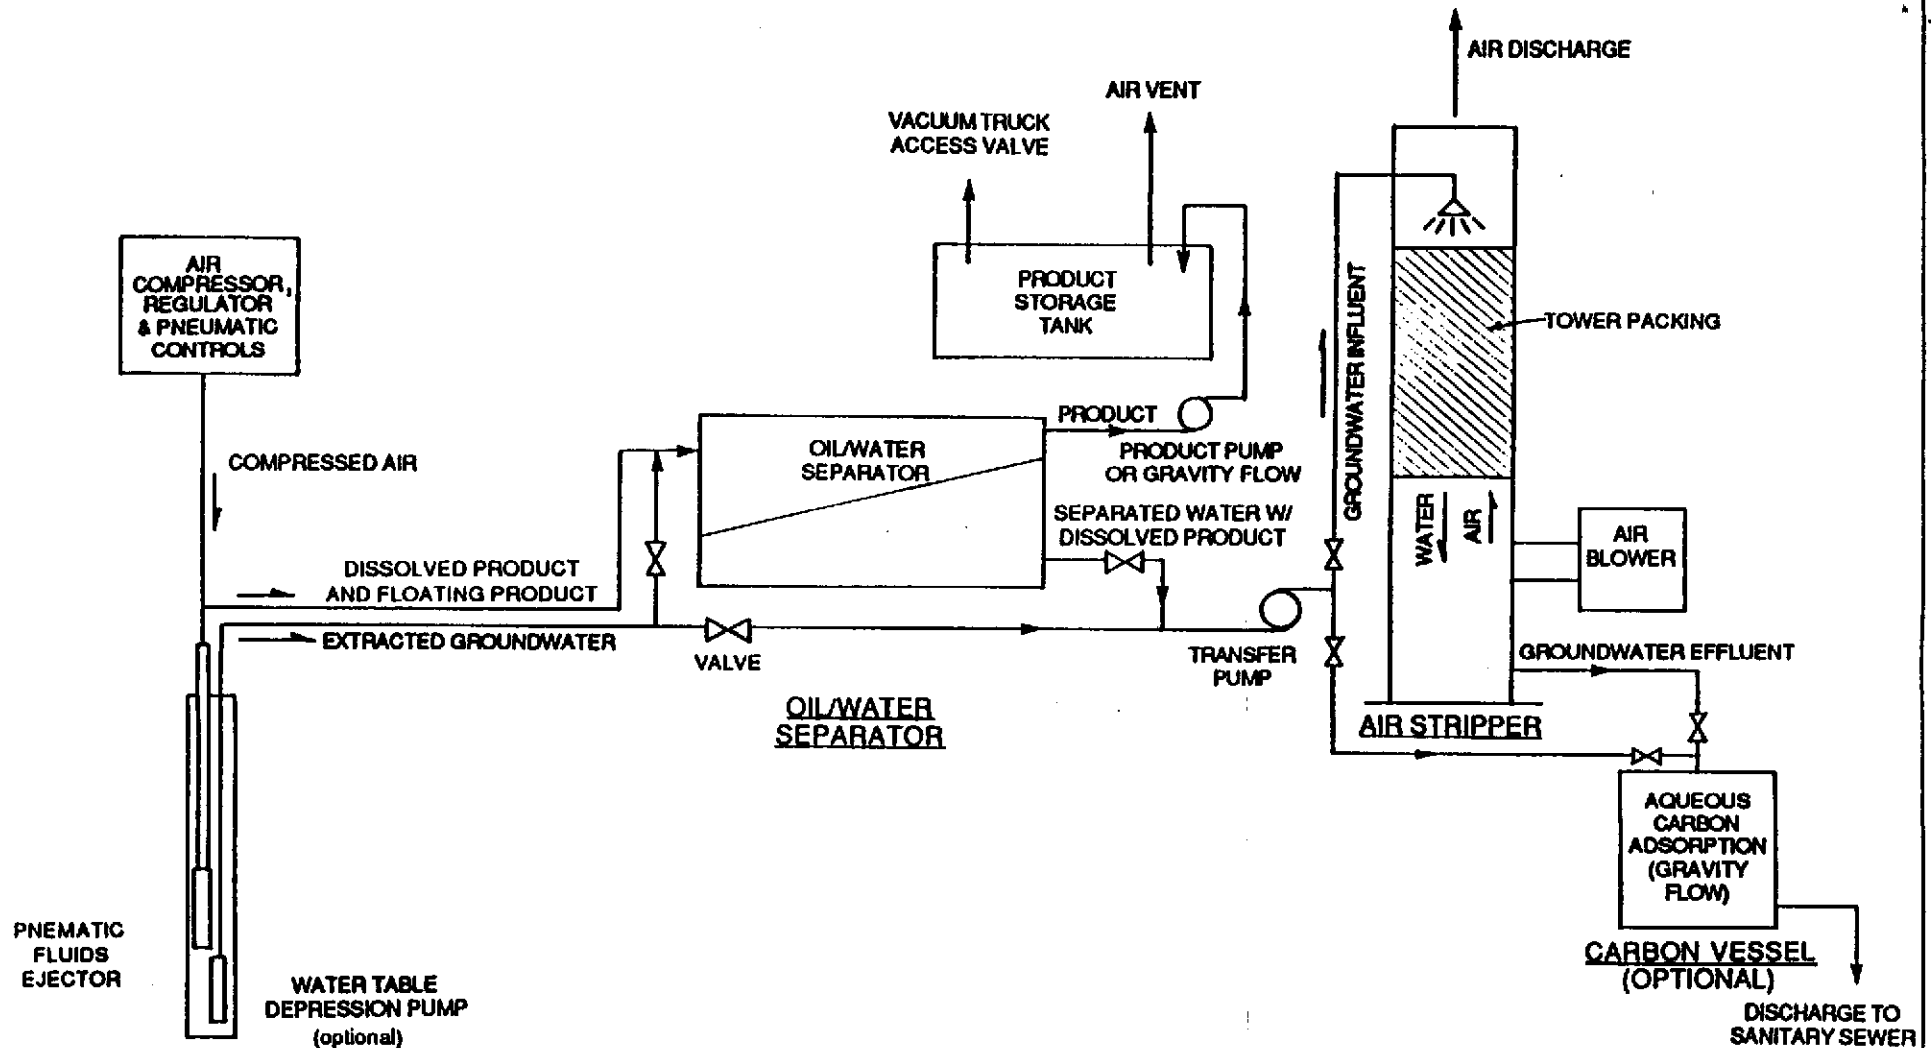 AIR DISCHARGE
AIR VENT
VACUUM TRUCK
ACCESS VALVE
AIR
COMPRESSOR,
REGULATOR
& PNEUMATIC
CONTROLS
PRODUCT
STORAGE
TANK
GROUNDWATER INFLUENT
TOWER PACKING
COMPRESSED AIR
OIL/WATER
SEPARATOR
PRODUCT
PRODUCT PUMP
OR GRAVITY FLOW
SEPARATED WATER W/
DISSOLVED PRODUCT
WATER
AIR
AIR
BLOWER
DISSOLVED PRODUCT
AND FLOATING PRODUCT
EXTRACTED GROUNDWATER
VALVE
TRANSFER
PUMP
GROUNDWATER EFFLUENT
OIL/WATER
SEPARATOR
AIR STRIPPER
AQUEOUS
CARBON
ADSORPTION
(GRAVITY
FLOW)
PNEMATIC
FLUIDS
EJECTOR
WATER TABLE
DEPRESSION PUMP
(optional)
CARBON VESSEL
(OPTIONAL)
DISCHARGE TO
SANITARY SEWER